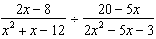 (2x - 8)/(x² + x - 12) ÷ (20 - 5x)/(2x² - 5x - 3)